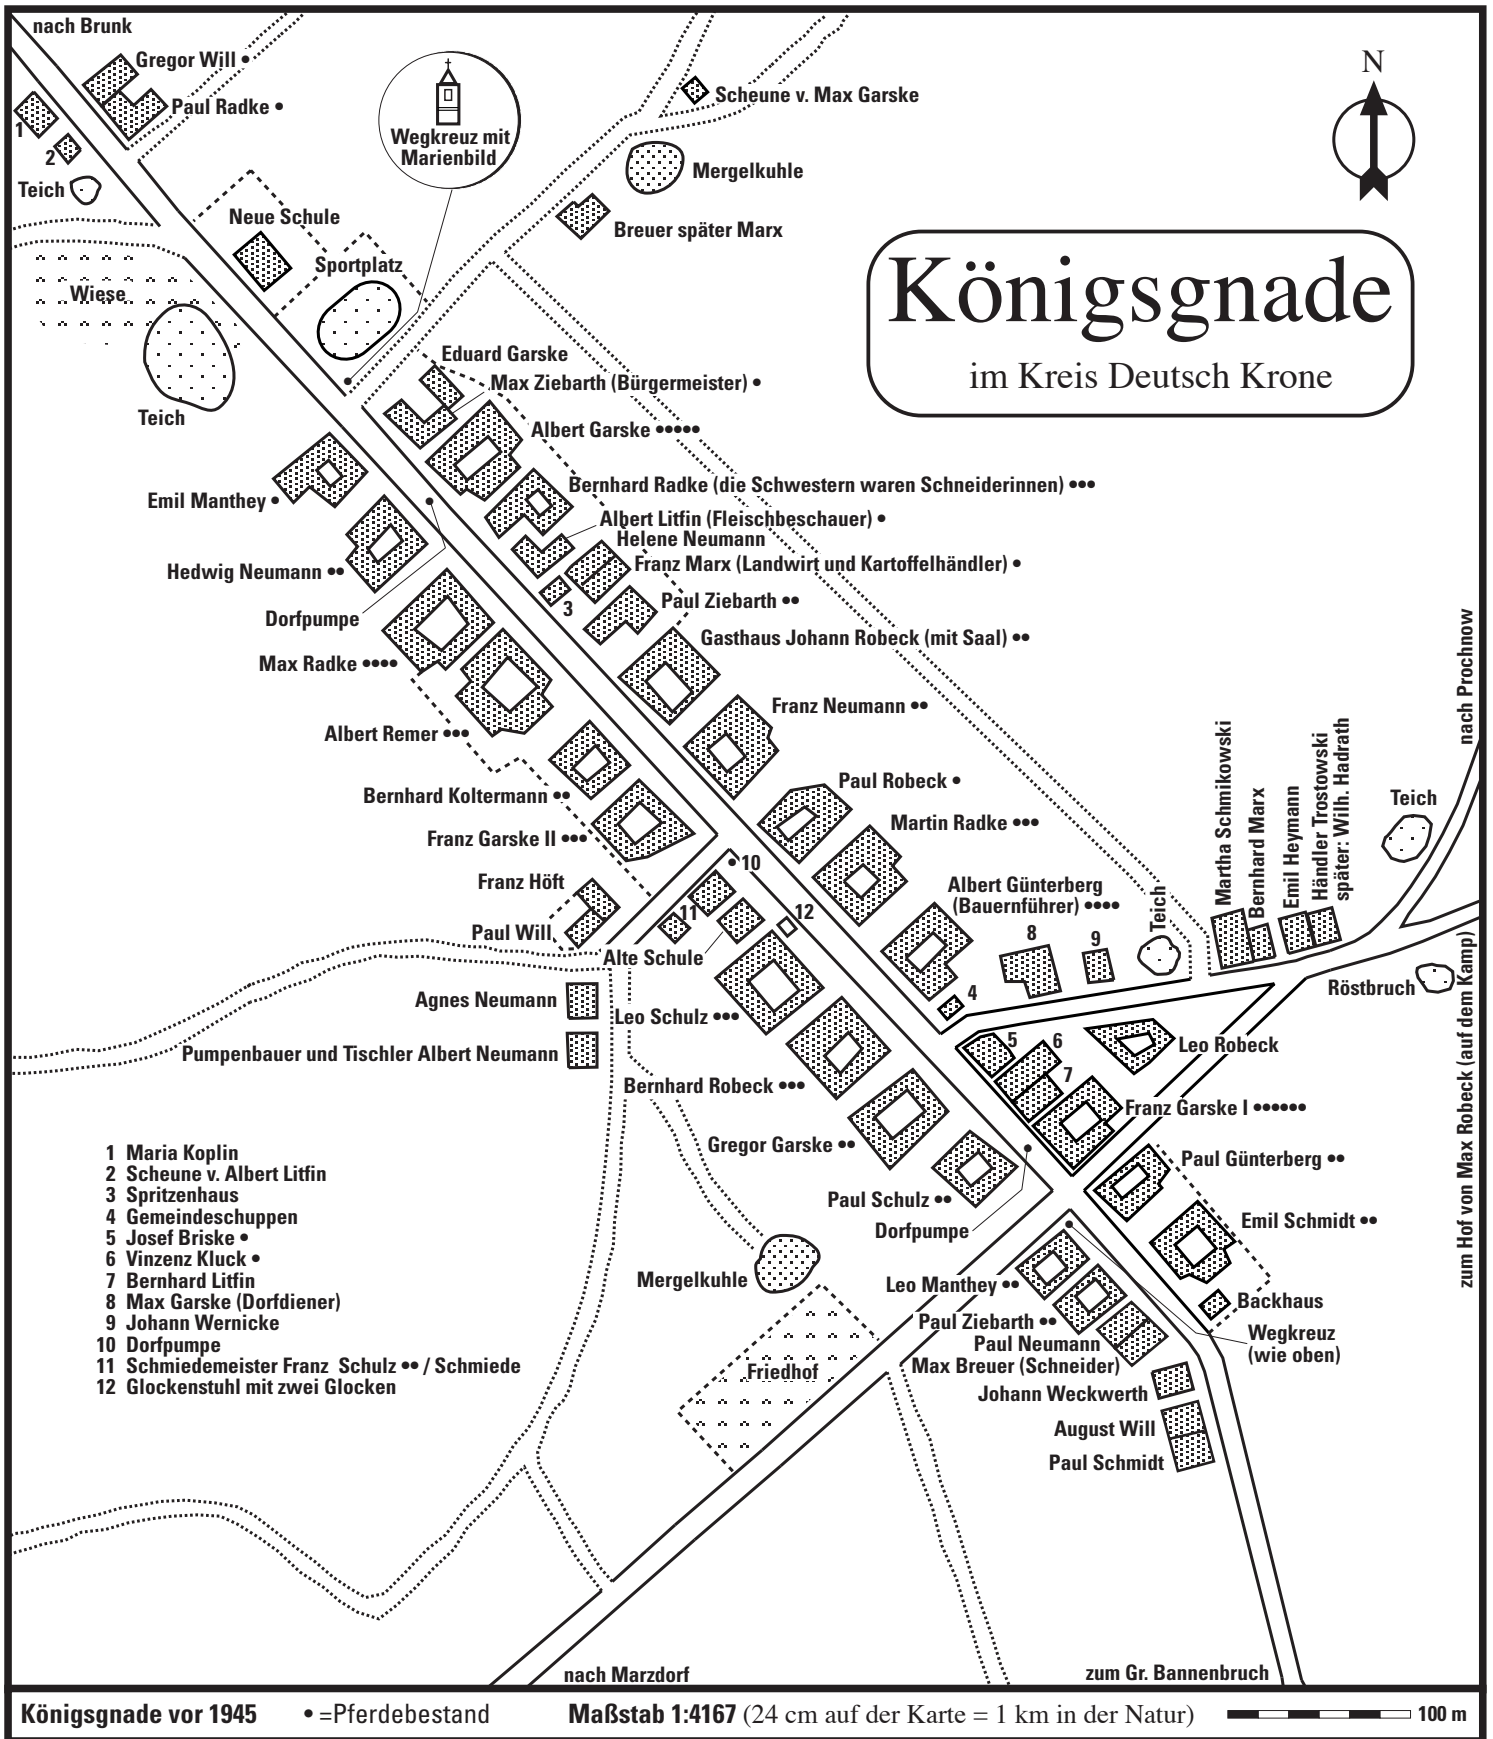 nach Brunk
Gregor Will •
Paul Radke •
1
2
Teich
Wegkreuz mit
Marienbild
Scheune v. Max Garske
Mergelkuhle
Breuer später Marx
N
Königsgnade
im Kreis Deutsch Krone
Neue Schule
Sportplatz
Wiese
Teich
Eduard Garske
Max Ziebarth (Bürgermeister) •
Albert Garske •••••
Emil Manthey •
Bernhard Radke (die Schwestern waren Schneiderinnen) •••
Albert Litfin (Fleischbeschauer) •
Helene Neumann
Franz Marx (Landwirt und Kartoffelhändler) •
Hedwig Neumann ••
3
Paul Ziebarth ••
Dorfpumpe
Gasthaus Johann Robeck (mit Saal) ••
Max Radke ••••
Franz Neumann ••
Albert Remer •••
Paul Robeck •
Bernhard Koltermann ••
Martin Radke •••
Franz Garske II •••
Martha Schmikowski
Bernhard Marx
Emil Heymann
Händler Trostowski
später: Wilh. Hadrath
Teich
nach Prochnow
10
Franz Höft
Albert Günterberg
(Bauernführer) ••••
Teich
11
12
8
9
Paul Will
Alte Schule
Agnes Neumann
4
Röstbruch
zum Hof von Max Robeck (auf dem Kamp)
Leo Schulz •••
Pumpenbauer und Tischler Albert Neumann
5
6
7
Leo Robeck
Bernhard Robeck •••
Franz Garske I ••••••
Gregor Garske ••
Paul Günterberg ••
Paul Schulz ••
Dorfpumpe
Emil Schmidt ••
Mergelkuhle
Leo Manthey ••
Backhaus
Paul Ziebarth ••
Wegkreuz
(wie oben)
Paul Neumann
Max Breuer (Schneider)
Friedhof
Johann Weckwerth
August Will
Paul Schmidt
1 Maria Koplin
2 Scheune v. Albert Litfin
3 Spritzenhaus
4 Gemeindeschuppen
5 Josef Briske •
6 Vinzenz Kluck •
7 Bernhard Litfin
8 Max Garske (Dorfdiener)
9 Johann Wernicke
10 Dorfpumpe
11 Schmiedemeister Franz Schulz •• / Schmiede
12 Glockenstuhl mit zwei Glocken
nach Marzdorf
zum Gr. Bannenbruch
Königsgnade vor 1945 • =Pferdebestand Maßstab 1:4167 (24 cm auf der Karte = 1 km in der Natur) 100 m